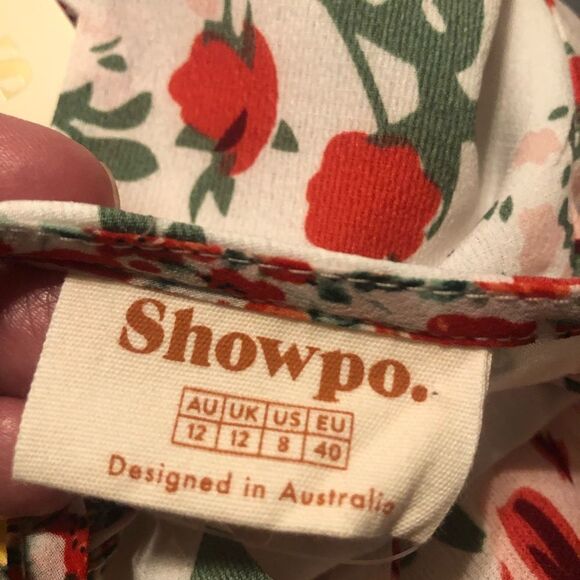 Showpo.
AU UK US EU
12 12 8 40
Designed in Australia